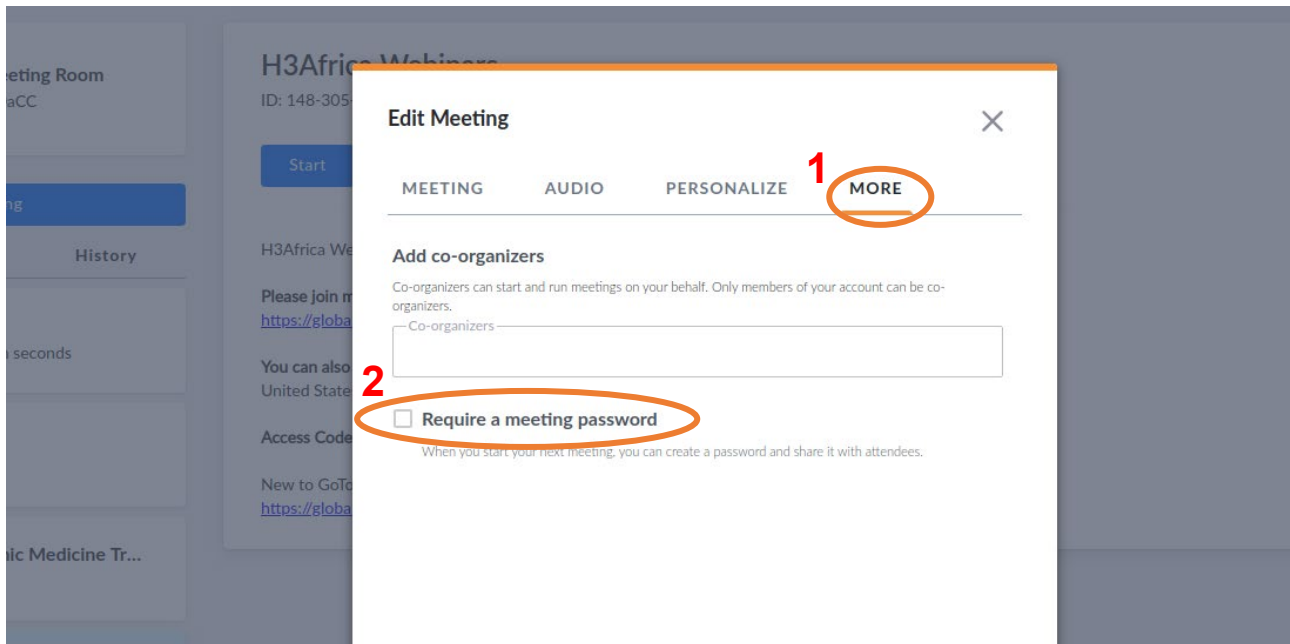 eeting Room
aCC
ng
History
n seconds
nic Medicine Tr...
H3Africa Webinars
ID: 148-305-
Start
H3Africa We
Please join m
https://globa
You can also
United State
Access Code
New to GoTo
https://globa
Edit Meeting
1
MEETING AUDIO PERSONALIZE MORE
Add co-organizers
Co-organizers can start and run meetings on your behalf. Only members of your account can be co-
organizers.
Co-organizers
2
Require a meeting password
When you start your next meeting, you can create a password and share it with attendees.